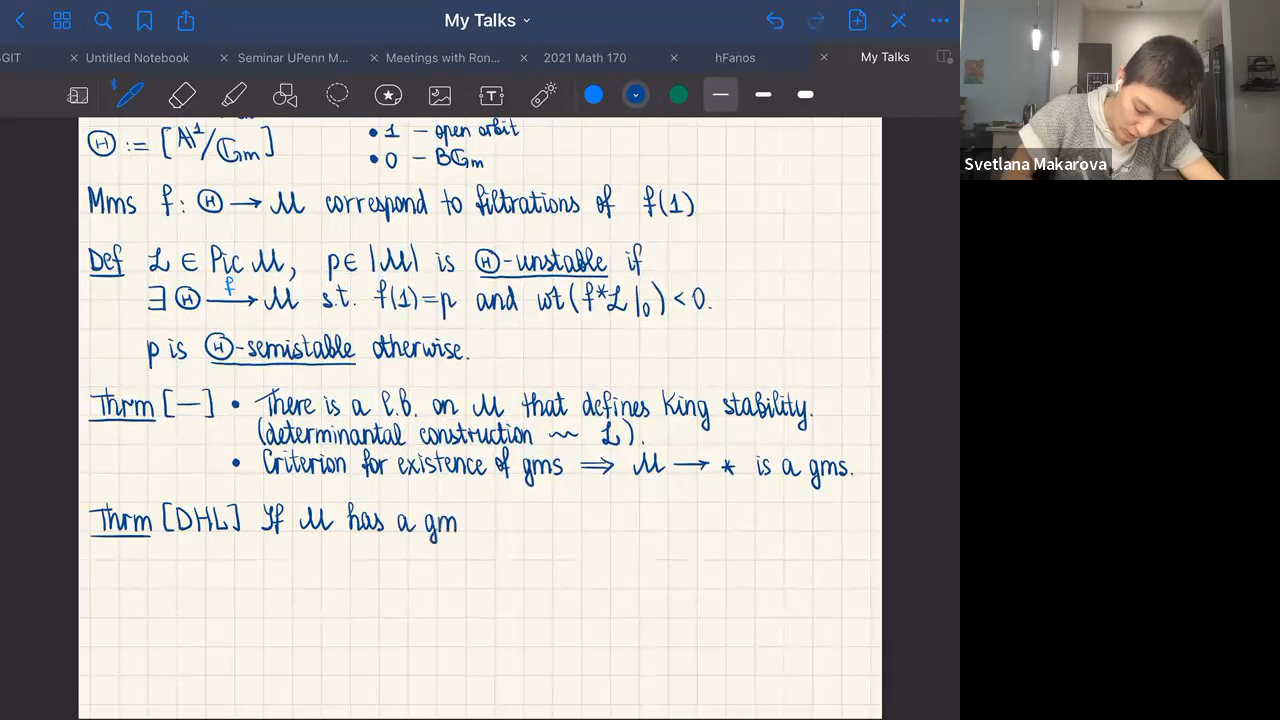 My Talks
GIT
Untitled Notebook
Seminar UPenn M...
Meetings with Ron...
2021 Math 170
hFanos
My Talks
Θ := [𝔸¹/𝔾m]
• 1 – open orbit
• 0 – B𝔾m
Mms f: Θ → ℳ correspond to filtrations of f(1)
Def ℒ ∈ Pic ℳ, p ∈ |ℳ| is Θ-unstable if
∃ Θ —f→ ℳ s.t. f(1)=p and wt(f*ℒ|₀) < 0.
p is Θ-semistable otherwise.
Thrm [—] • There is a l.b. on ℳ that defines King stability.
(determinantal construction ~~ ℒ).
• Criterion for existence of gms ⟹ ℳ → * is a gms.
Thrm [DHL] If ℳ has a gm
Svetlana Makarova